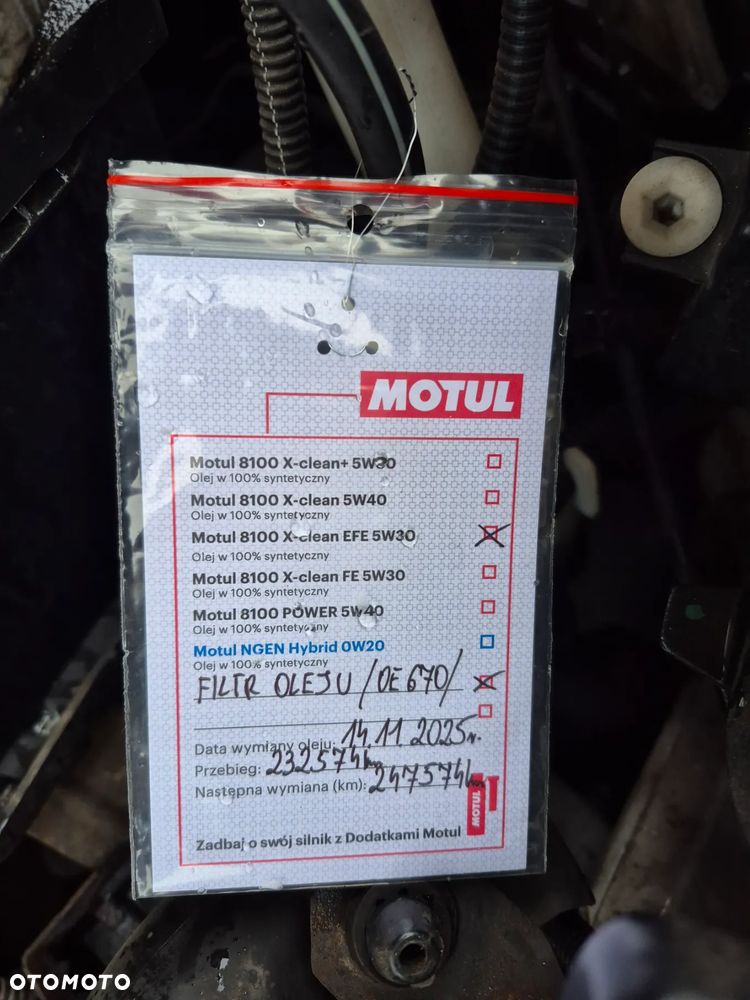 MOTUL
Motul 8100 X-clean+ 5W30
Olej w 100% syntetyczny
Motul 8100 X-clean 5W40
Olej w 100% syntetyczny
Motul 8100 X-clean EFE 5W30
Olej w 100% syntetyczny
Motul 8100 X-clean FE 5W30
Olej w 100% syntetyczny
Motul 8100 POWER 5W40
Olej w 100% syntetyczny
Motul NGEN Hybrid 0W20
Olej w 100% syntetyczny
FILTR OLEJU /OE670/
Data wymiany oleju: 14.11.2025r.
Przebieg: 232574km
Następna wymiana (km): 247574km
MOTUL
Zadbaj o swój silnik z Dodatkami Motul
OTOMOTO